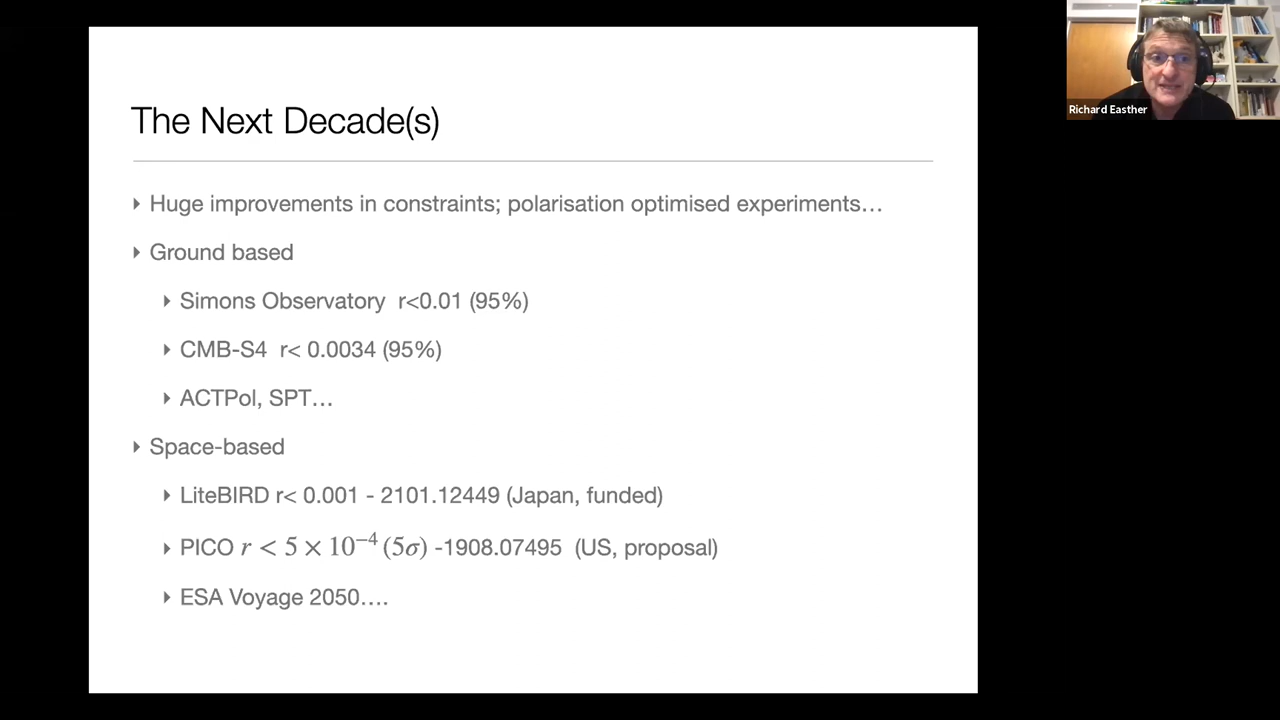 The Next Decade(s)
Huge improvements in constraints; polarisation optimised experiments…
Ground based
Simons Observatory r<0.01 (95%)
CMB-S4 r< 0.0034 (95%)
ACTPol, SPT…
Space-based
LiteBIRD r< 0.001 - 2101.12449 (Japan, funded)
PICO r < 5 × 10⁻⁴ (5σ) -1908.07495 (US, proposal)
ESA Voyage 2050….
Richard Easther